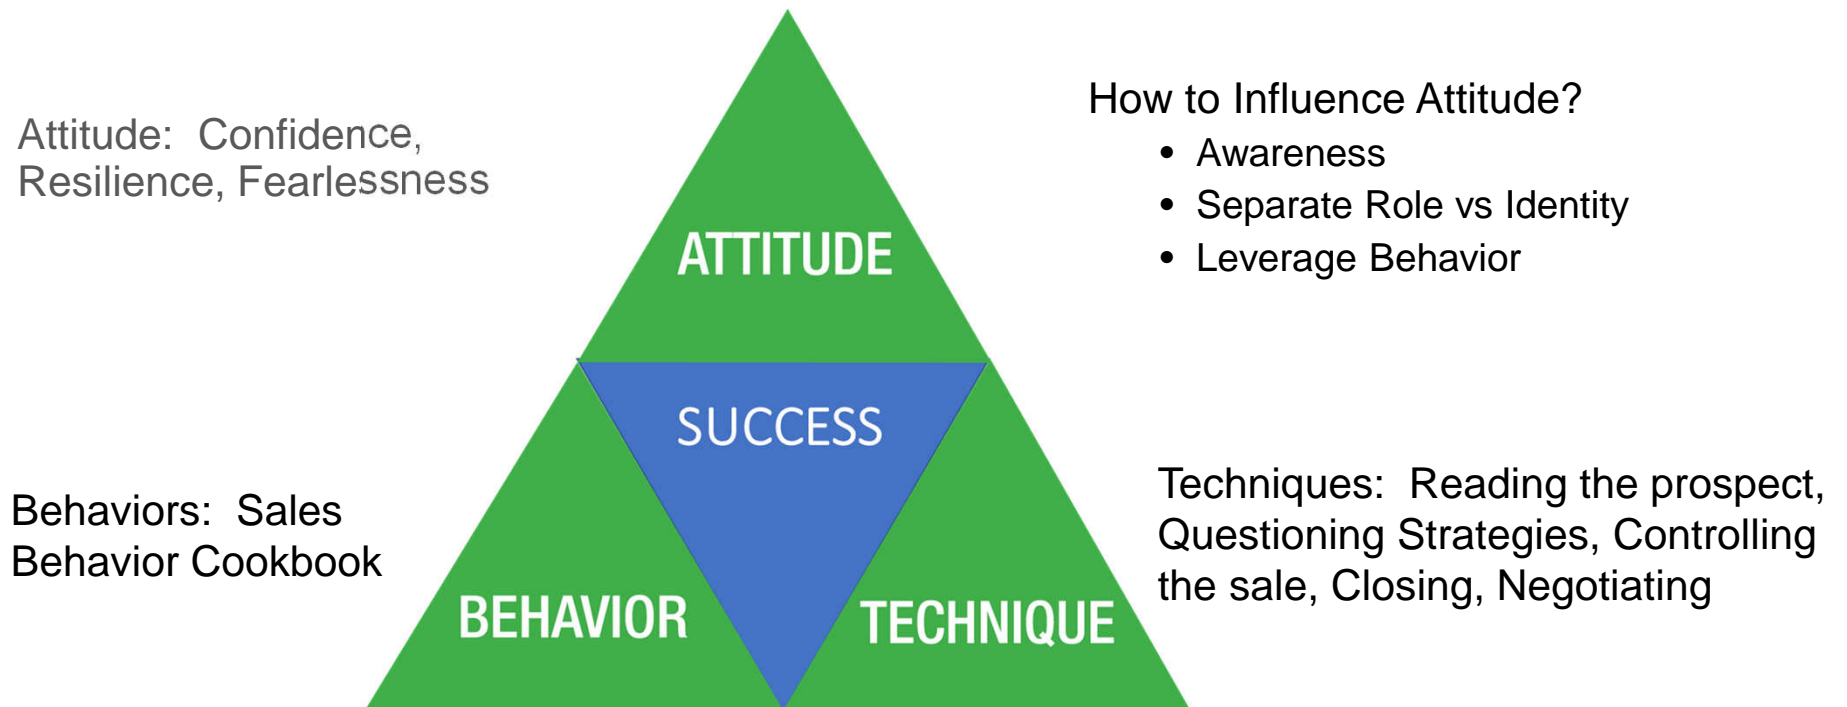 Attitude:  Confidence,
Resilience, Fearlessness
How to Influence Attitude?
• Awareness
• Separate Role vs Identity
• Leverage Behavior
ATTITUDE
SUCCESS
Behaviors:  Sales
Behavior Cookbook
BEHAVIOR
TECHNIQUE
Techniques:  Reading the prospect,
Questioning Strategies, Controlling
the sale, Closing, Negotiating